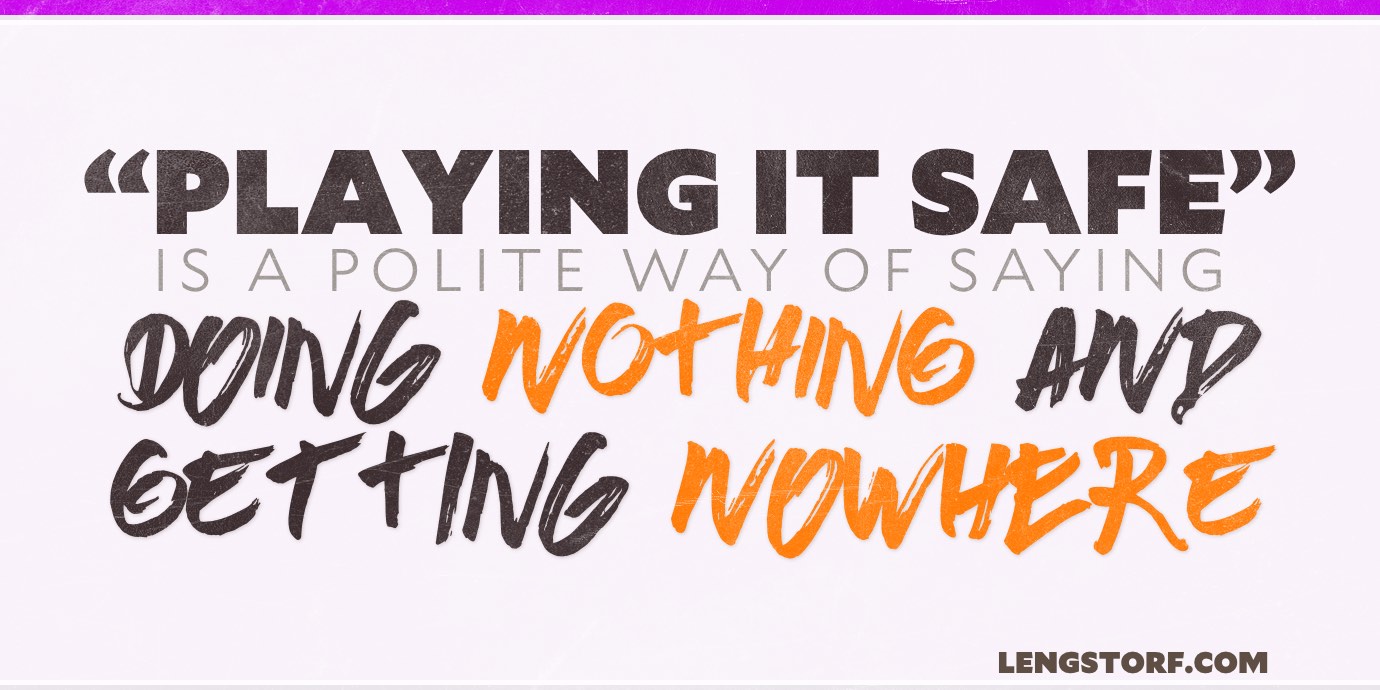 “PLAYING IT SAFE”
IS A POLITE WAY OF SAYING
DOING NOTHING AND
GETTING NOWHERE
LENGSTORF.COM